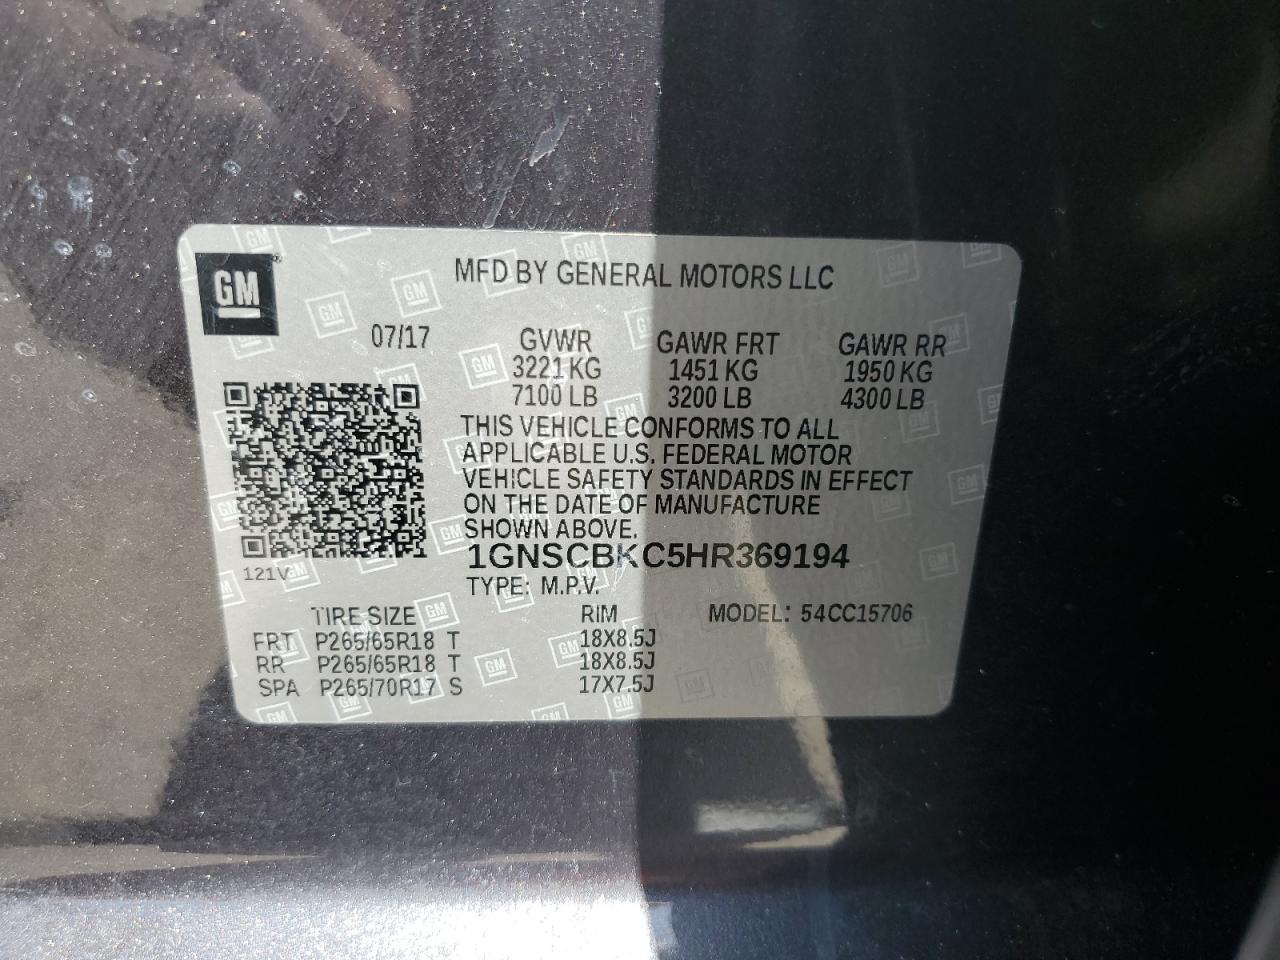 GM
MFD BY GENERAL MOTORS LLC
07/17 GVWR GAWR FRT GAWR RR
3221 KG 1451 KG 1950 KG
7100 LB 3200 LB 4300 LB
THIS VEHICLE CONFORMS TO ALL
APPLICABLE U.S. FEDERAL MOTOR
VEHICLE SAFETY STANDARDS IN EFFECT
ON THE DATE OF MANUFACTURE
SHOWN ABOVE.
1GNSCBKC5HR369194
121V
TYPE: M.P.V.
TIRE SIZE RIM MODEL: 54CC15706
FRT P265/65R18 T 18X8.5J
RR P265/65R18 T 18X8.5J
SPA P265/70R17 S 17X7.5J